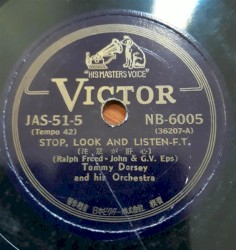 "HIS MASTER'S VOICE"
VICTOR
JAS-51-5 NB-6005
(Tempo 42) (36207-A)
STOP, LOOK AND LISTEN-F.T.
(Ralph Freed-John & G.V. Eps)
Tommy Dorsey
and his Orchestra